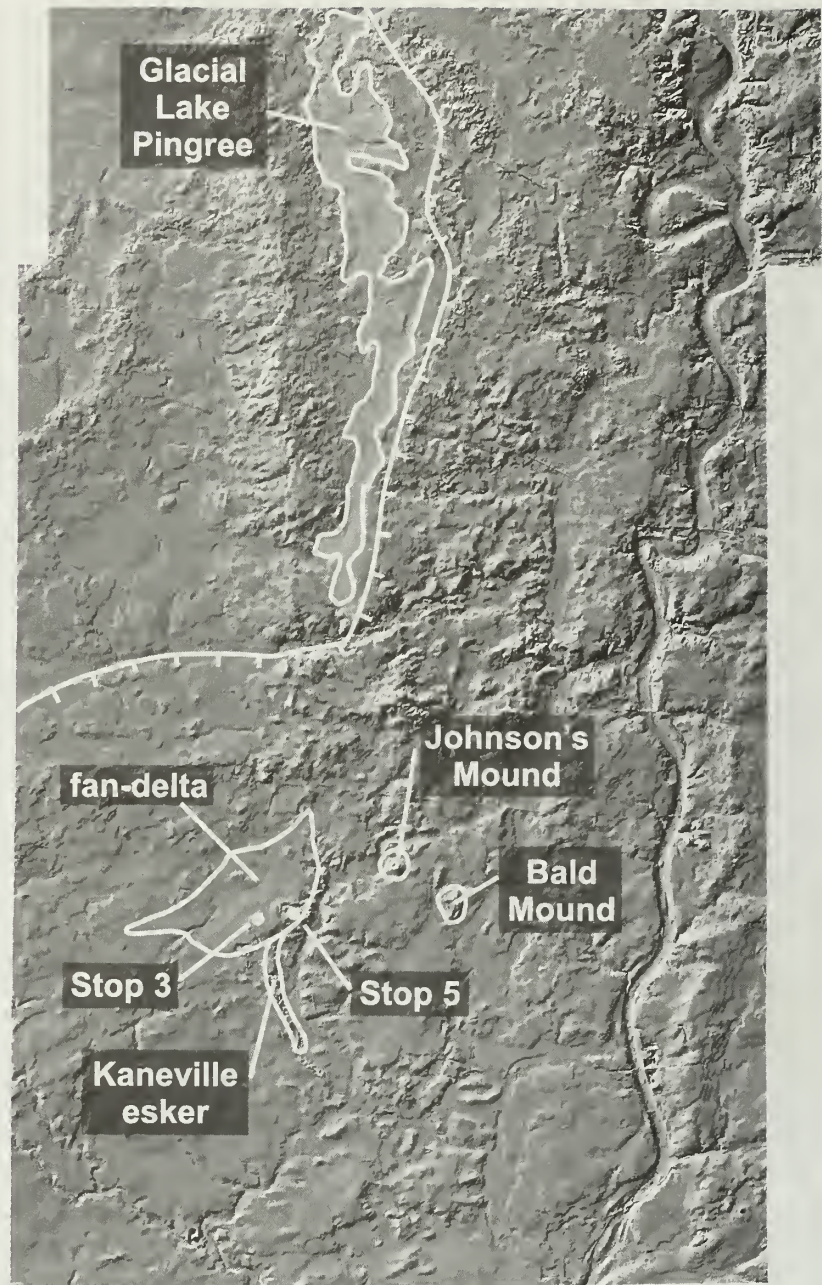 Glacial
Lake
Pingree
Johnson's
Mound
fan-delta
Bald
Mound
Stop 3
Stop 5
Kaneville
esker